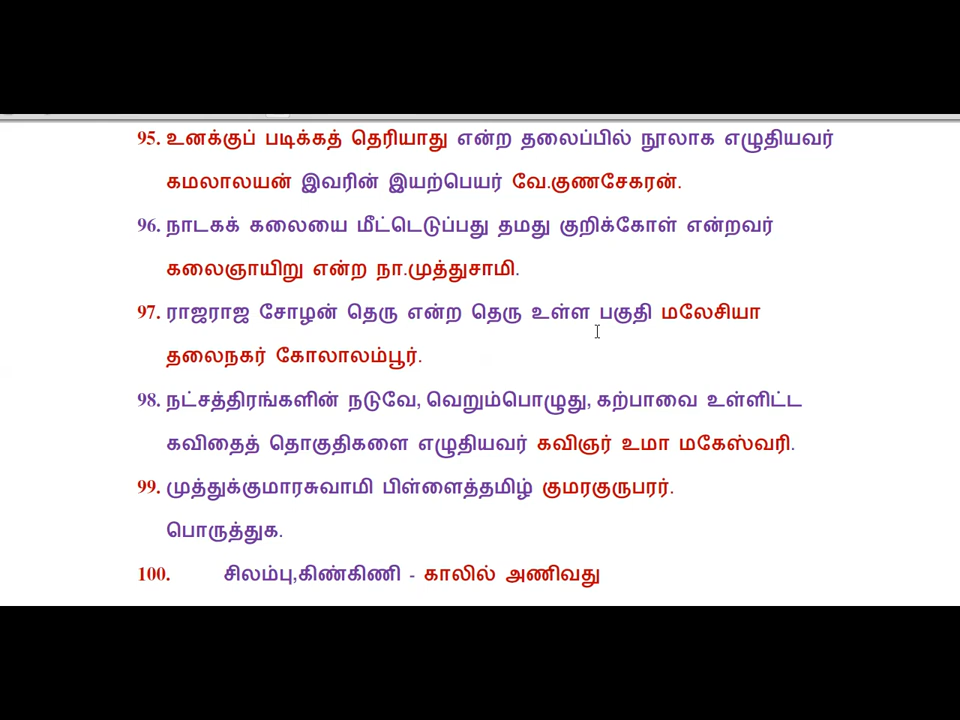 95. உனக்குப் படிக்கத் தெரியாது என்ற தலைப்பில் நூலாக எழுதியவர்
கமலாலயன் இவரின் இயற்பெயர் வே.குணசேகரன்.
96. நாடகக் கலையை மீட்டெடுப்பது தமது குறிக்கோள் என்றவர்
கலைஞாயிறு என்ற நா.முத்துசாமி.
97. ராஜராஜ சோழன் தெரு என்ற தெரு உள்ள பகுதி மலேசியா
தலைநகர் கோலாலம்பூர்.
98. நட்சத்திரங்களின் நடுவே, வெறும்பொழுது, கற்பாவை உள்ளிட்ட
கவிதைத் தொகுதிகளை எழுதியவர் கவிஞர் உமா மகேஸ்வரி.
99. முத்துக்குமாரசுவாமி பிள்ளைத்தமிழ் குமரகுருபரர்.
பொருத்துக.
100. சிலம்பு,கிண்கிணி - காலில் அணிவது